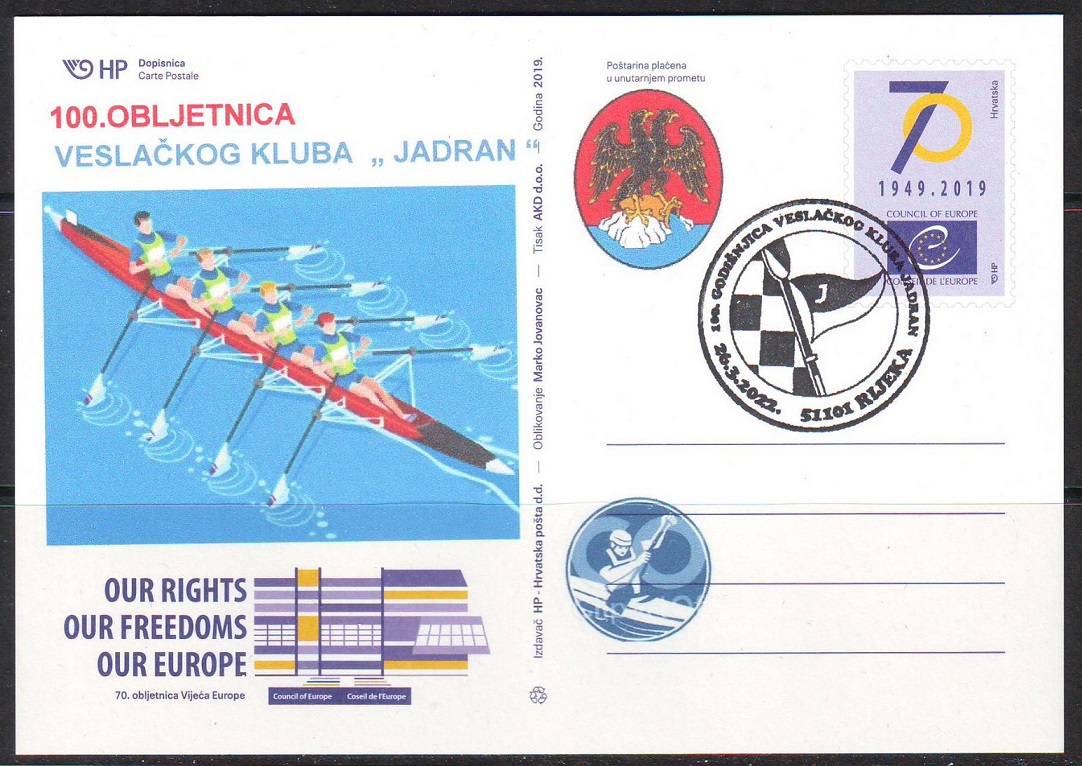 HP
Dopisnica
Carte Postale
100.OBLJETNICA
VESLAČKOG KLUBA „ JADRAN “
OUR RIGHTS
OUR FREEDOMS
OUR EUROPE
70. obljetnica Vijeća Europe
Council of Europe Coseil de l'Europe
Izdavač HP - Hrvatska pošta d.d. — Oblikovanje Marko Jovanovac — Tisak AKD d.o.o. — Godina 2019.
Poštarina plaćena
u unutarnjem prometu
70
Hrvatska
1949.2019
COUNCIL OF EUROPE
CONSEIL DE L'EUROPE
HP
100. GODIŠNJICA VESLAČKOG KLUBA JADRAN
J
26.3.2022. 51101 RIJEKA